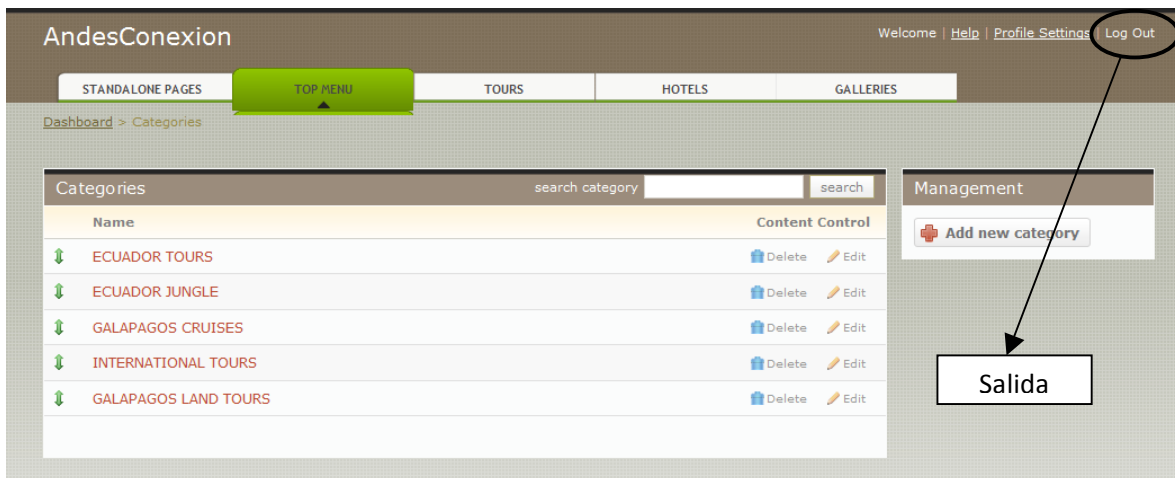 AndesConexion
Welcome | Help | Profile Settings | Log Out
STANDALONE PAGES TOP MENU TOURS HOTELS GALLERIES
Dashboard > Categories
Categories search category search Management
Name Content Control
Add new category
ECUADOR TOURS Delete Edit
ECUADOR JUNGLE Delete Edit
GALAPAGOS CRUISES Delete Edit
INTERNATIONAL TOURS Delete Edit
GALAPAGOS LAND TOURS Delete Edit
Salida